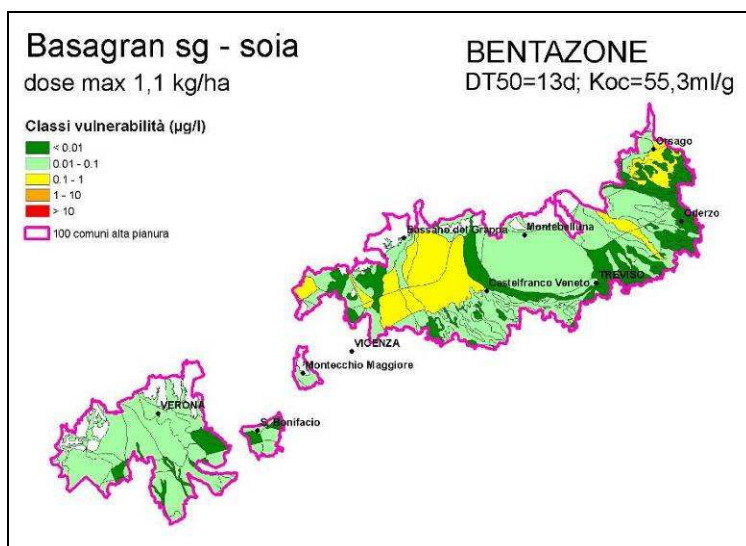 Basagran sg - soia
dose max 1,1 kg/ha
BENTAZONE
DT50=13d; Koc=55,3ml/g
Classi vulnerabilità (µg/l)
< 0.01
0.01 - 0.1
0.1 - 1
1 - 10
> 10
100 comuni alta pianura
Orsago
Oderzo
Bassano del Grappa
Montebelluna
Castelfranco Veneto
TREVISO
VICENZA
Montecchio Maggiore
VERONA
S. Bonifacio